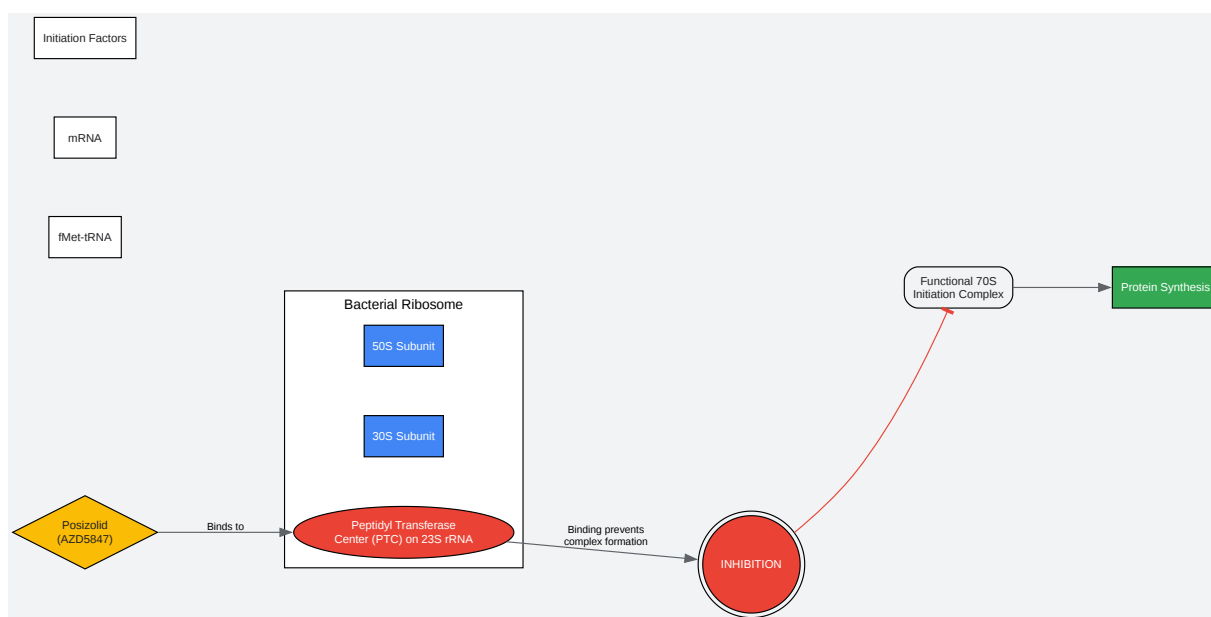 Initiation Factors
mRNA
fMet-tRNA
Functional 70S
Initiation Complex
Protein Synthesis
Bacterial Ribosome
50S Subunit
30S Subunit
Posizolid
(AZD5847)
Binds to
Peptidyl Transferase
Center (PTC) on 23S rRNA
Binding prevents
complex formation
INHIBITION